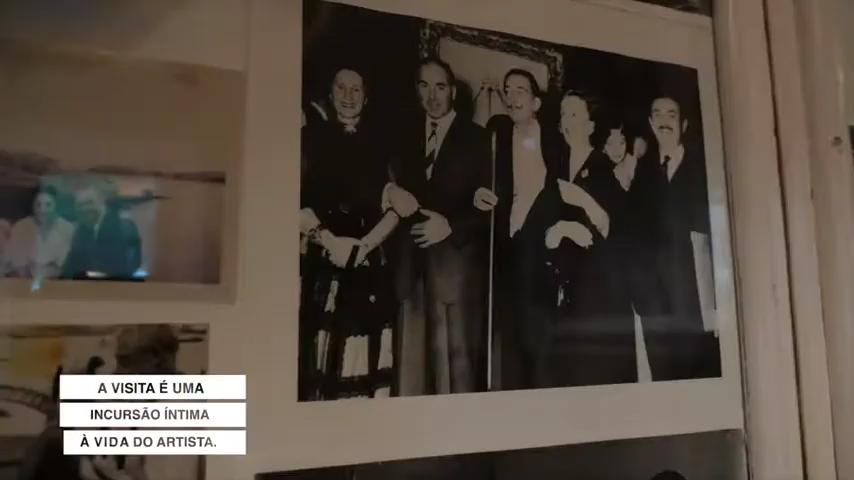 A VISITA É UMA
INCURSÃO ÍNTIMA
À VIDA DO ARTISTA.